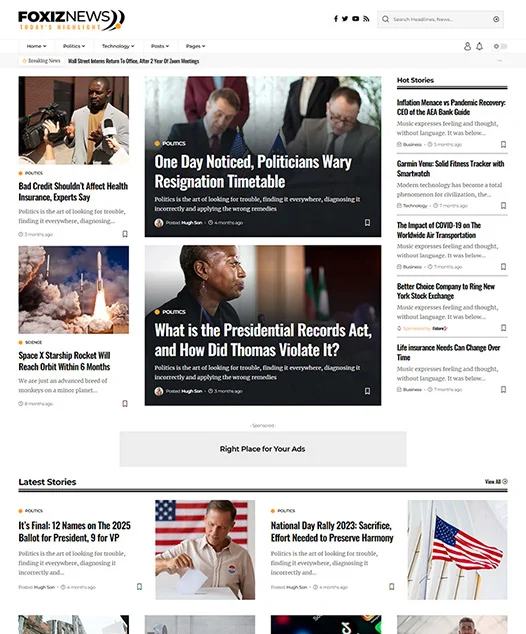 FOXIZNEWS
TODAY'S HIGHLIGHT
Search Headlines, News...
Home
Politics
Technology
Posts
Pages
Breaking News
Wall Street Interns Return To Office, After 2 Year Of Zoom Meetings
POLITICS
Bad Credit Shouldn't Affect Health
Insurance, Experts Say
Politics is the art of looking for trouble,
finding it everywhere, diagnosing...
3 months ago
SCIENCE
Space X Starship Rocket Will
Reach Orbit Within 6 Months
We are just an advanced breed of
monkeys on a minor planet...
8 months ago
POLITICS
One Day Noticed, Politicians Wary
Resignation Timetable
Politics is the art of looking for trouble, finding it everywhere, diagnosing it
incorrectly and applying the wrong remedies
Posted Hugh Son
4 months ago
POLITICS
What is the Presidential Records Act,
and How Did Thomas Violate It?
Politics is the art of looking for trouble, finding it everywhere, diagnosing it
incorrectly and applying the wrong remedies
Posted Hugh Son
3 months ago
Hot Stories
Inflation Menace vs Pandemic Recovery:
CEO of the AEA Bank Guide
Music expresses feeling and thought,
without language. It was below...
Business
3 months ago
Garmin Venu: Solid Fitness Tracker with
Smartwatch
Modern technology has become a total
phenomenon for civilization, the...
Technology
7 months ago
The Impact of COVID-19 on The
Worldwide Air Transportation
Music expresses feeling and thought,
without language. It was below...
Business
7 months ago
Better Choice Company to Ring New
York Stock Exchange
Music expresses feeling and thought,
without language. It was below...
Sponsored by
Life insurance Needs Can Change Over
Time
Music expresses feeling and thought,
without language. It was below...
Business
7 months ago
- Sponsored -
Right Place for Your Ads
Latest Stories
View All
POLITICS
It's Final: 12 Names on The 2025
Ballot for President, 9 for VP
Politics is the art of looking for trouble,
finding it everywhere, diagnosing it
incorrectly and...
Posted Hugh Son
4 months ago
POLITICS
National Day Rally 2023: Sacrifice,
Effort Needed to Preserve Harmony
Politics is the art of looking for trouble,
finding it everywhere, diagnosing it
incorrectly and...
Posted Hugh Son
4 months ago